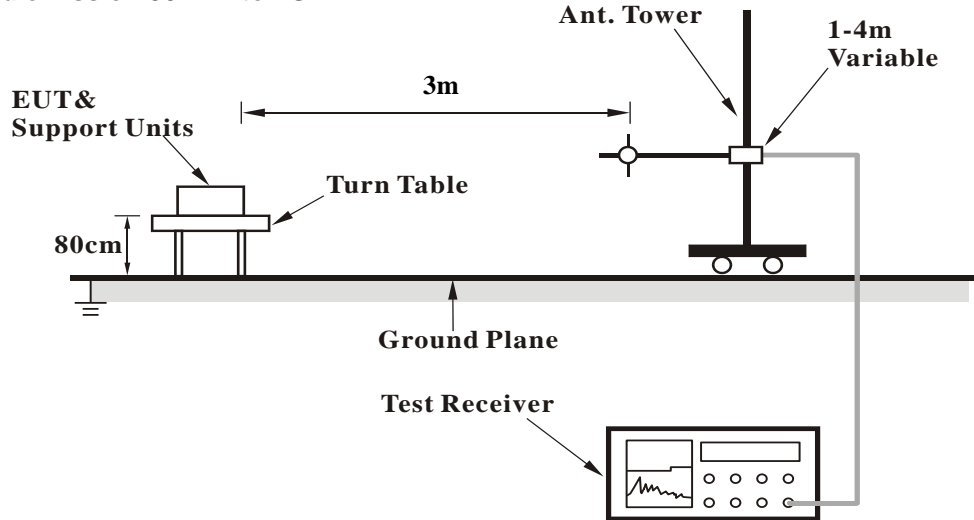 Ant. Tower
1-4m
Variable
3m
EUT&
Support Units
Turn Table
80cm
Ground Plane
Test Receiver